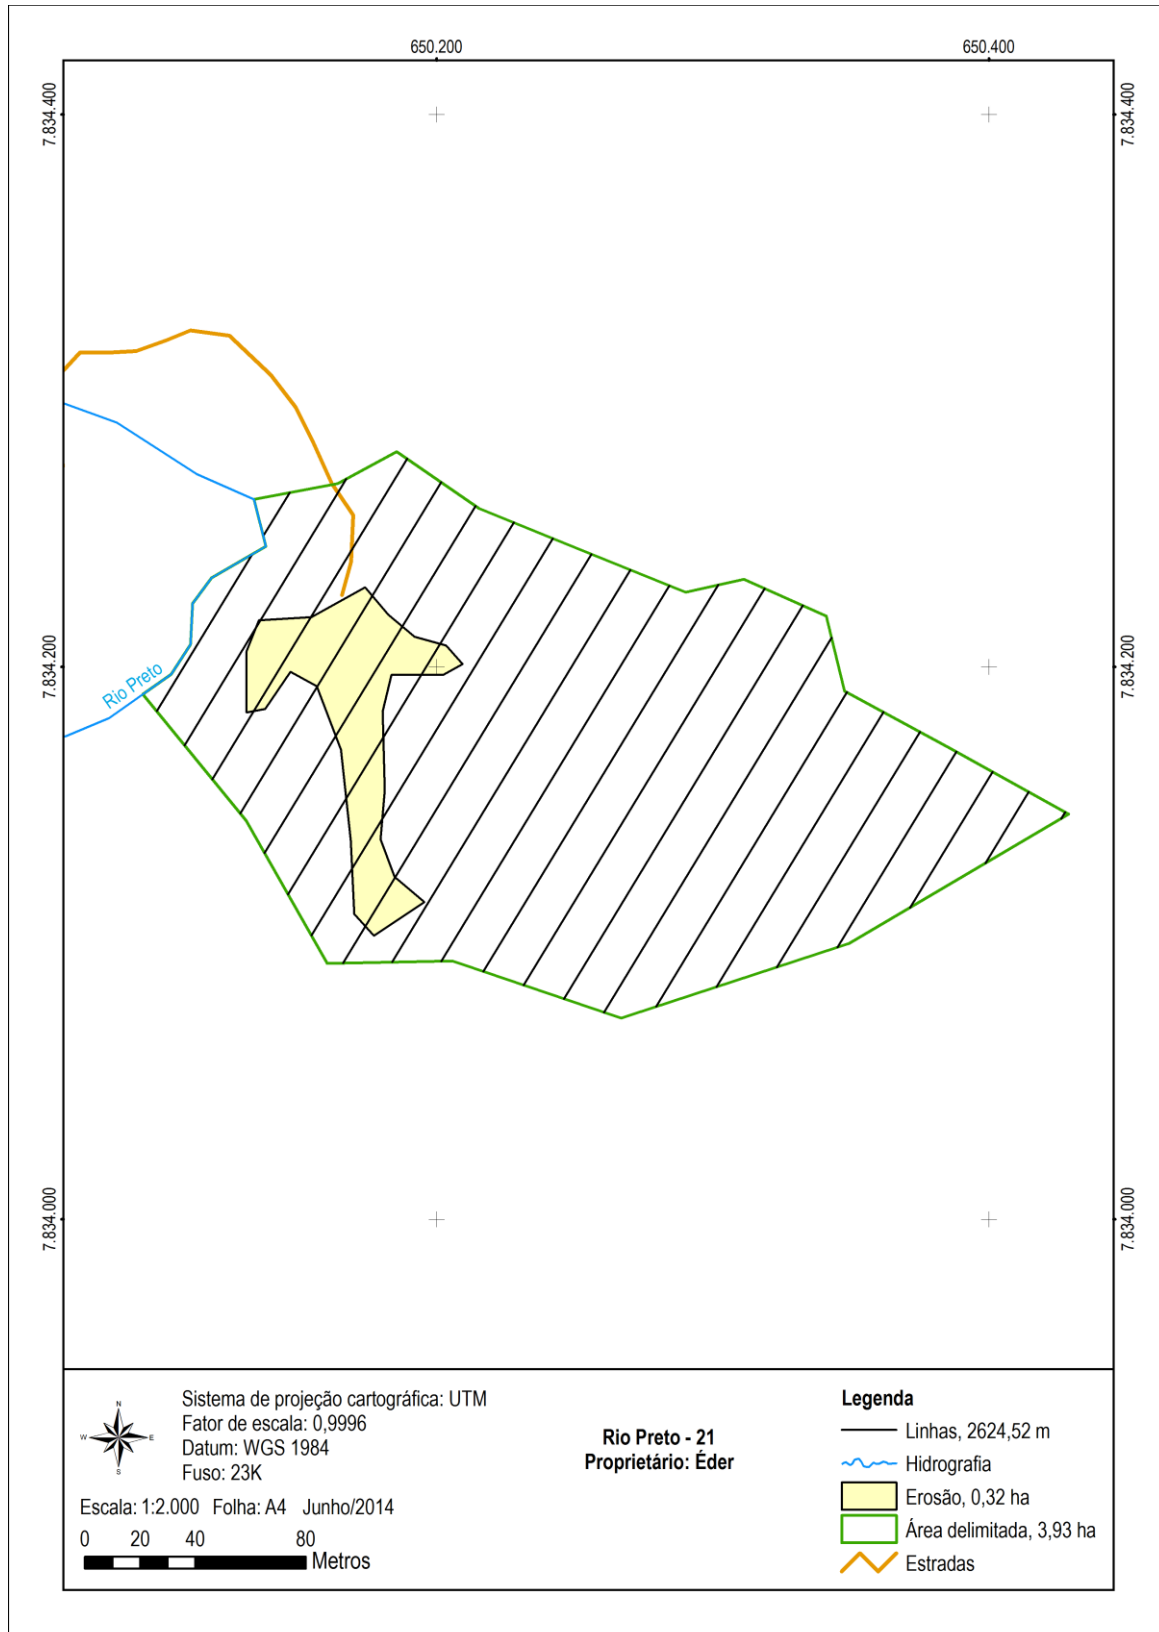 650.200
650.400
7.834.400
7.834.400
Rio Preto
7.834.200
7.834.200
7.834.000
7.834.000
N
W
E
S
Sistema de projeção cartográfica: UTM
Fator de escala: 0,9996
Datum: WGS 1984
Fuso: 23K
Escala: 1:2.000 Folha: A4 Junho/2014
0 20 40 80
Metros
Rio Preto - 21
Proprietário: Éder
Legenda
Linhas, 2624,52 m
Hidrografia
Erosão, 0,32 ha
Área delimitada, 3,93 ha
Estradas